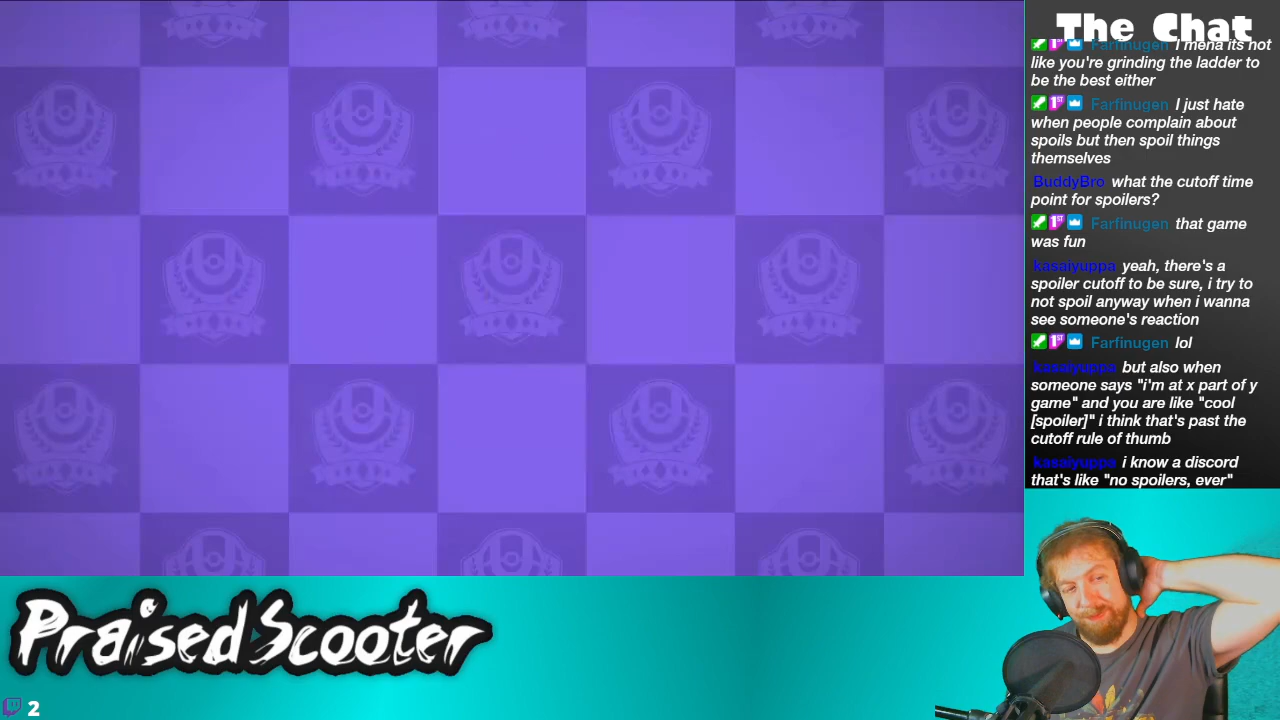 The Chat
Farfinugen I mena its not
like you're grinding the ladder to
be the best either
1ST Farfinugen I just hate
when people complain about
spoils but then spoil things
themselves
BuddyBro what the cutoff time
point for spoilers?
1ST Farfinugen that game
was fun
kasaiyuppa yeah, there's a
spoiler cutoff to be sure, i try to
not spoil anyway when i wanna
see someone's reaction
1ST Farfinugen lol
kasaiyuppa but also when
someone says "i'm at x part of y
game" and you are like "cool
[spoiler]" i think that's past the
cutoff rule of thumb
kasaiyuppa i know a discord
that's like "no spoilers, ever"
PraisedScooter
2